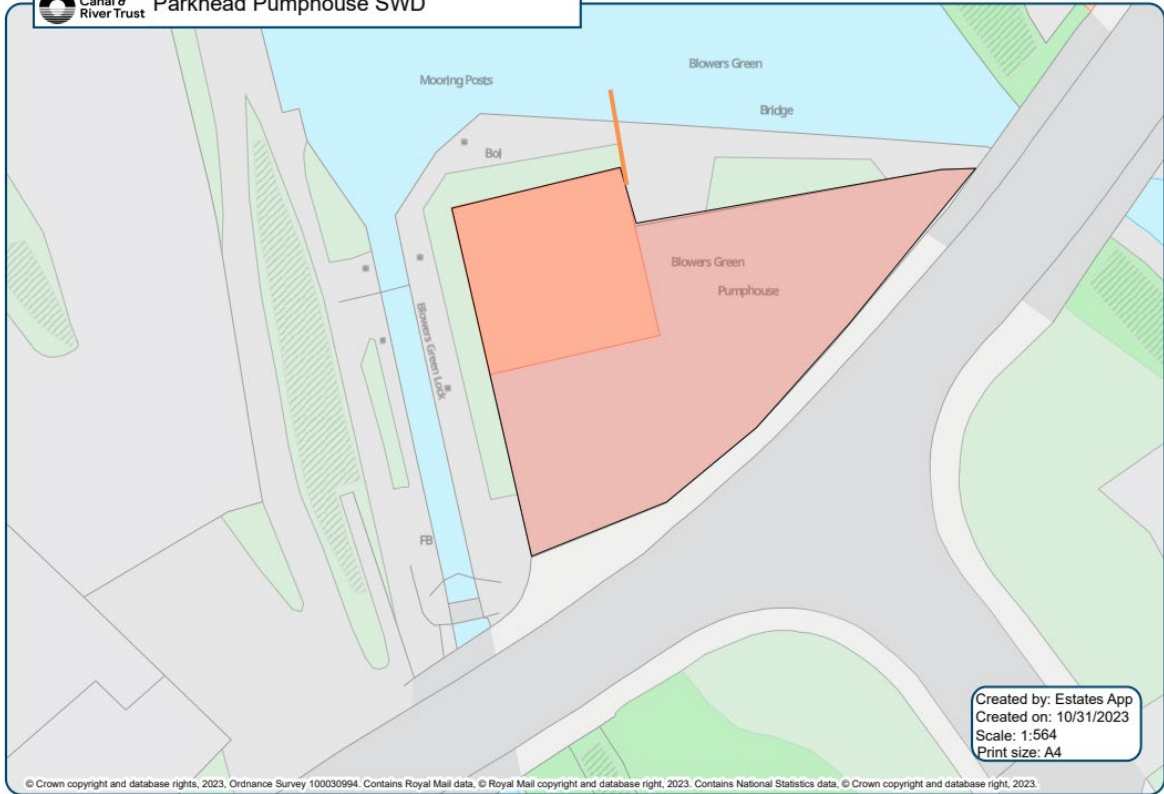 Canal &
River Trust
Parkhead Pumphouse SWD
Blowers Green
Mooring Posts
Bridge
Bol
Blowers Green
Pumphouse
Blowers Green Lock
FB
Created by: Estates App
Created on: 10/31/2023
Scale: 1:564
Print size: A4
© Crown copyright and database rights, 2023, Ordnance Survey 100030994. Contains Royal Mail data, © Royal Mail copyright and database right, 2023. Contains National Statistics data, © Crown copyright and database right, 2023.